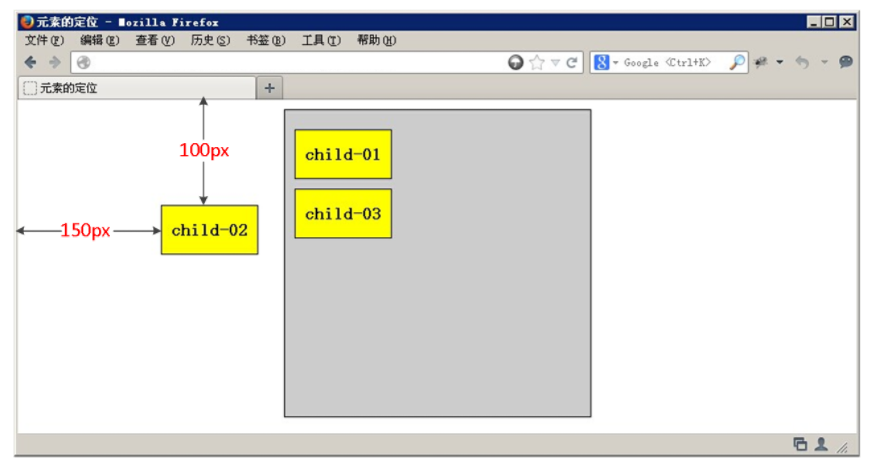 元素的定位 - Mozilla Firefox
文件(F) 编辑(E) 查看(V) 历史(S) 书签(B) 工具(T) 帮助(H)
Google <Ctrl+K>
元素的定位
100px
child-01
child-03
150px
child-02